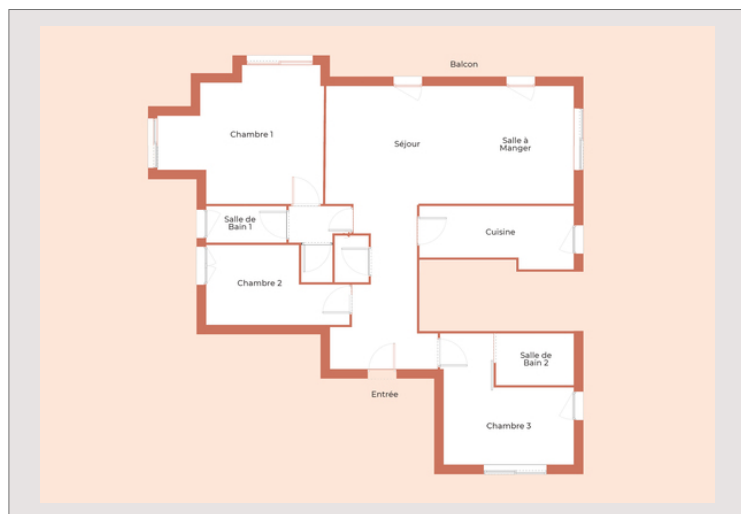 Balcon
Chambre 1
Séjour
Salle à
Manger
Salle de
Bain 1
Cuisine
Chambre 2
Salle de
Bain 2
Entrée
Chambre 3